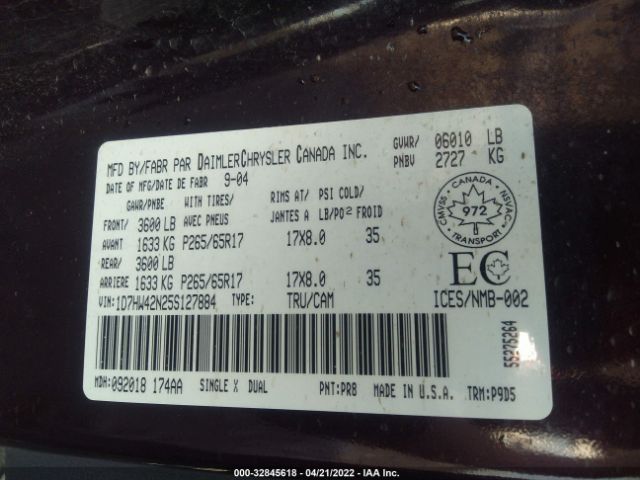 MFD BY/FABR PAR DAIMLERCHRYSLER CANADA INC.
GVWR/ 06010 LB
PNBV 2727 KG
DATE OF MFG/DATE DE FABR 9-04
GAWR/PNBE WITH TIRES/ RIMS AT/ PSI COLD/
FRONT/ 3600 LB AVEC PNEUS JANTES A LB/PO² FROID
AVANT 1633 KG P265/65R17 17X8.0 35
REAR/ 3600 LB
ARRIERE 1633 KG P265/65R17 17X8.0 35
VIN: 1D7HW42N25S127884 TYPE: TRU/CAM
CANADA
CMVSS 972 NSVAC
TRANSPORT
EC
ICES/NMB-002
55275264
MDH: 092018 174AA SINGLE X DUAL PNT: PR8 MADE IN U.S.A. TRM: P9D5
000-32845618 - 04/21/2022 - IAA Inc.